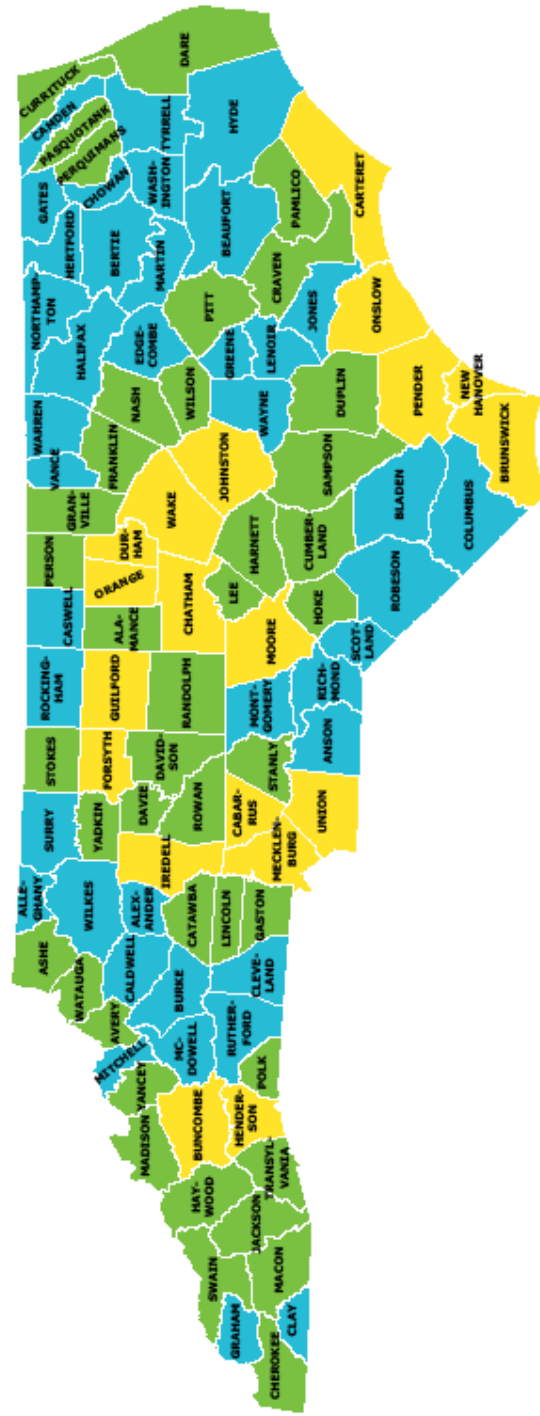 CURRITUCK
CAMDEN
PASQUOTANK
PERQUIMANS
DARE
GATES
CHOWAN
TYRRELL
HYDE
HERTFORD
BERTIE
WASH-
INGTON
MARTIN
BEAUFORT
PAMLICO
CARTERET
NORTHAMP-
TON
HALIFAX
EDGE-
COMBE
PITT
CRAVEN
GREENE
LENOIR
JONES
ONSLOW
WARREN
VANCE
NASH
WILSON
WAYNE
DUPLIN
PENDER
NEW
HANOVER
BRUNSWICK
FRANKLIN
GRAN-
VILLE
WAKE
JOHNSTON
SAMPSON
BLADEN
COLUMBUS
PERSON
DUR-
HAM
ORANGE
CHATHAM
LEE
HARNETT
CUMBER-
LAND
HOKE
ROBESON
CASWELL
ALA-
MANCE
MOORE
SCOT-
LAND
ROCKING-
HAM
GUILFORD
RANDOLPH
MONT-
GOMERY
RICH-
MOND
ANSON
STOKES
FORSYTH
DAVID-
SON
STANLY
SURRY
YADKIN
DAVIE
ROWAN
CABAR-
RUS
UNION
IREDELL
MECKLEN-
BURG
ALLE-
GHANY
WILKES
ALEX-
ANDER
CATAWBA
LINCOLN
GASTON
ASHE
WATAUGA
CALDWELL
BURKE
CLEVE-
LAND
AVERY
MITCHELL
MC-
DOWELL
RUTHER-
FORD
POLK
YANCEY
MADISON
BUNCOMBE
HENDER-
SON
HAY-
WOOD
TRANSYL-
VANIA
JACKSON
SWAIN
MACON
GRAHAM
CLAY
CHEROKEE